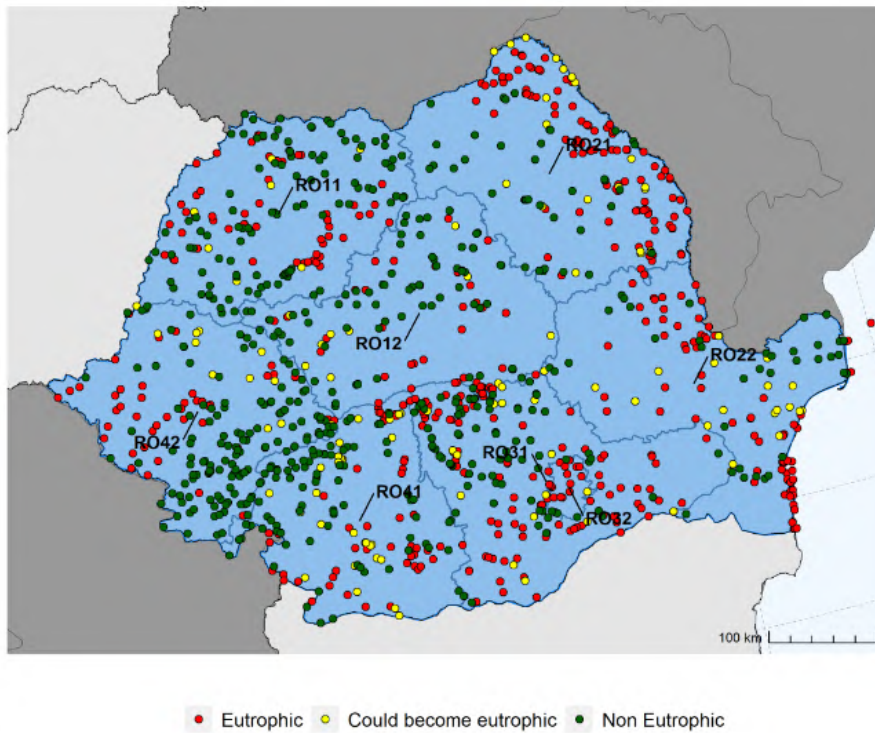 RO21
RO11
RO12
RO22
RO42
RO31
RO41
RO32
100 km
Eutrophic
Could become eutrophic
Non Eutrophic